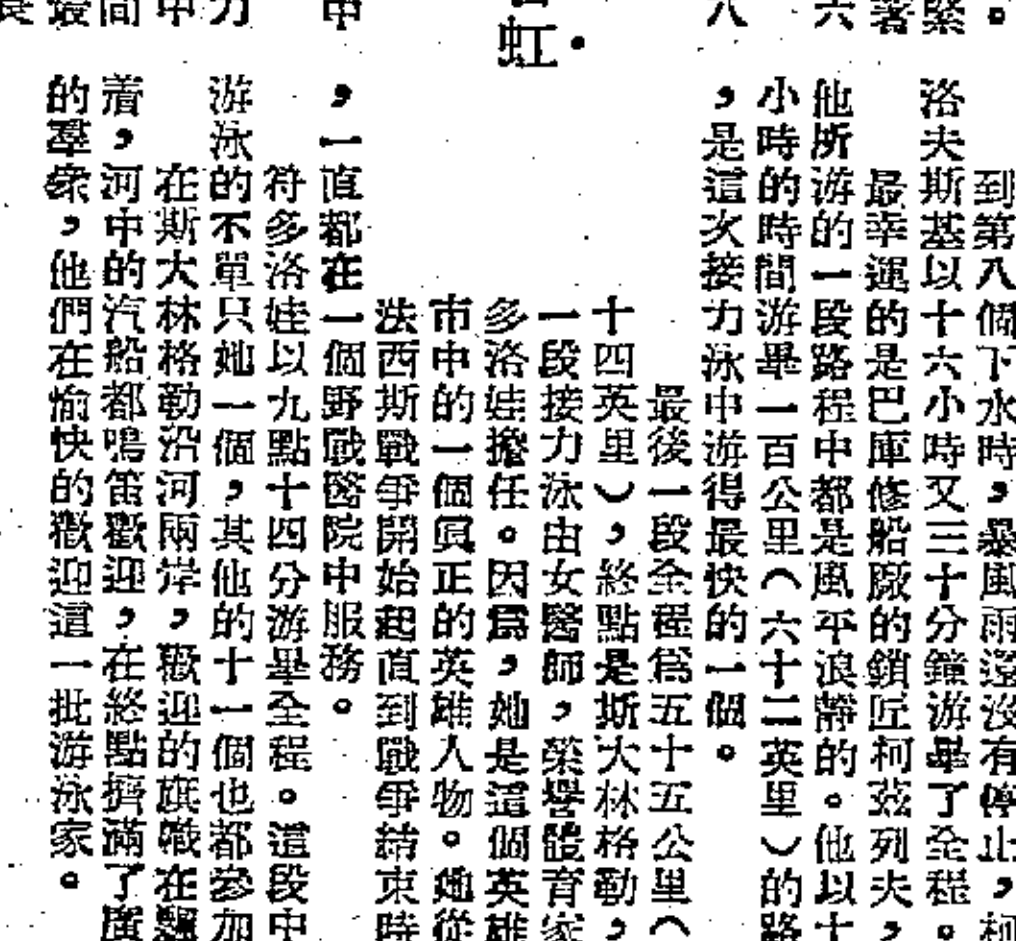 到第八個下水時,暴風雨還沒有停止,柯
洛夫斯基以十六小時又三十分鐘游畢了全程。
最幸運的是巴庫修船廠的鎖匠柯茲列夫,
他所游的一段路程中都是風平浪靜的。他以十
小時的時間游畢一百公里(六十二英里)的路
,是這次接力泳中游得最快的一個。
最後一段全程爲五十五公里(
十四英里),終點是斯大林格勒,
一段接力泳由女醫師,榮譽體育家
多洛娃擔任。因爲,她是這個英雄
市中的一個眞正的英雄人物。她從
法西斯戰爭開始起直到戰爭結束時
,一直都在一個野戰醫院中服務。
符多洛娃以九點十四分游畢全程。這段中
游泳的不單只她一個,其他的十一個也都參加
在斯大林格勒沿河兩岸,歡迎的旗幟在飄
着,河中的汽船都鳴笛歡迎,在終點擠滿了廣
的羣衆,他們在愉快的歡迎這一批游泳家。
緊
。
著
六
八
虹
中
力
中
間